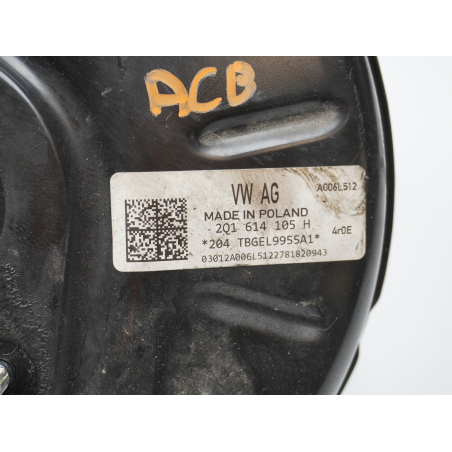 ACB
VW AG
A006L512
MADE IN POLAND
2Q1 614 105 H
4r0E
*204 TBGEL9955A1*
03012A006L5122781820943